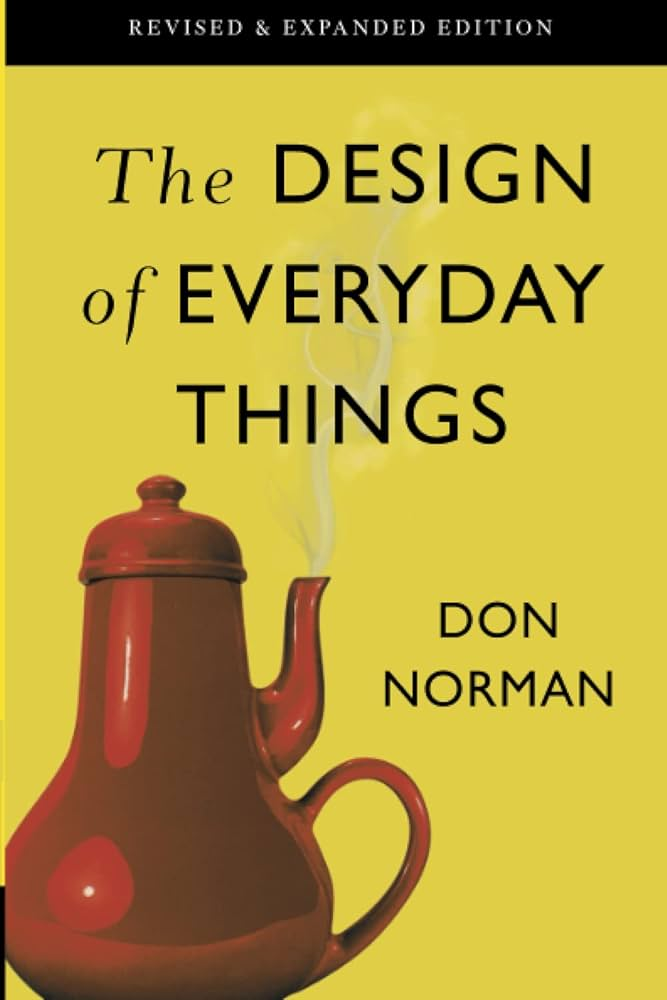 REVISED & EXPANDED EDITION
The DESIGN
of EVERYDAY
THINGS
DON
NORMAN